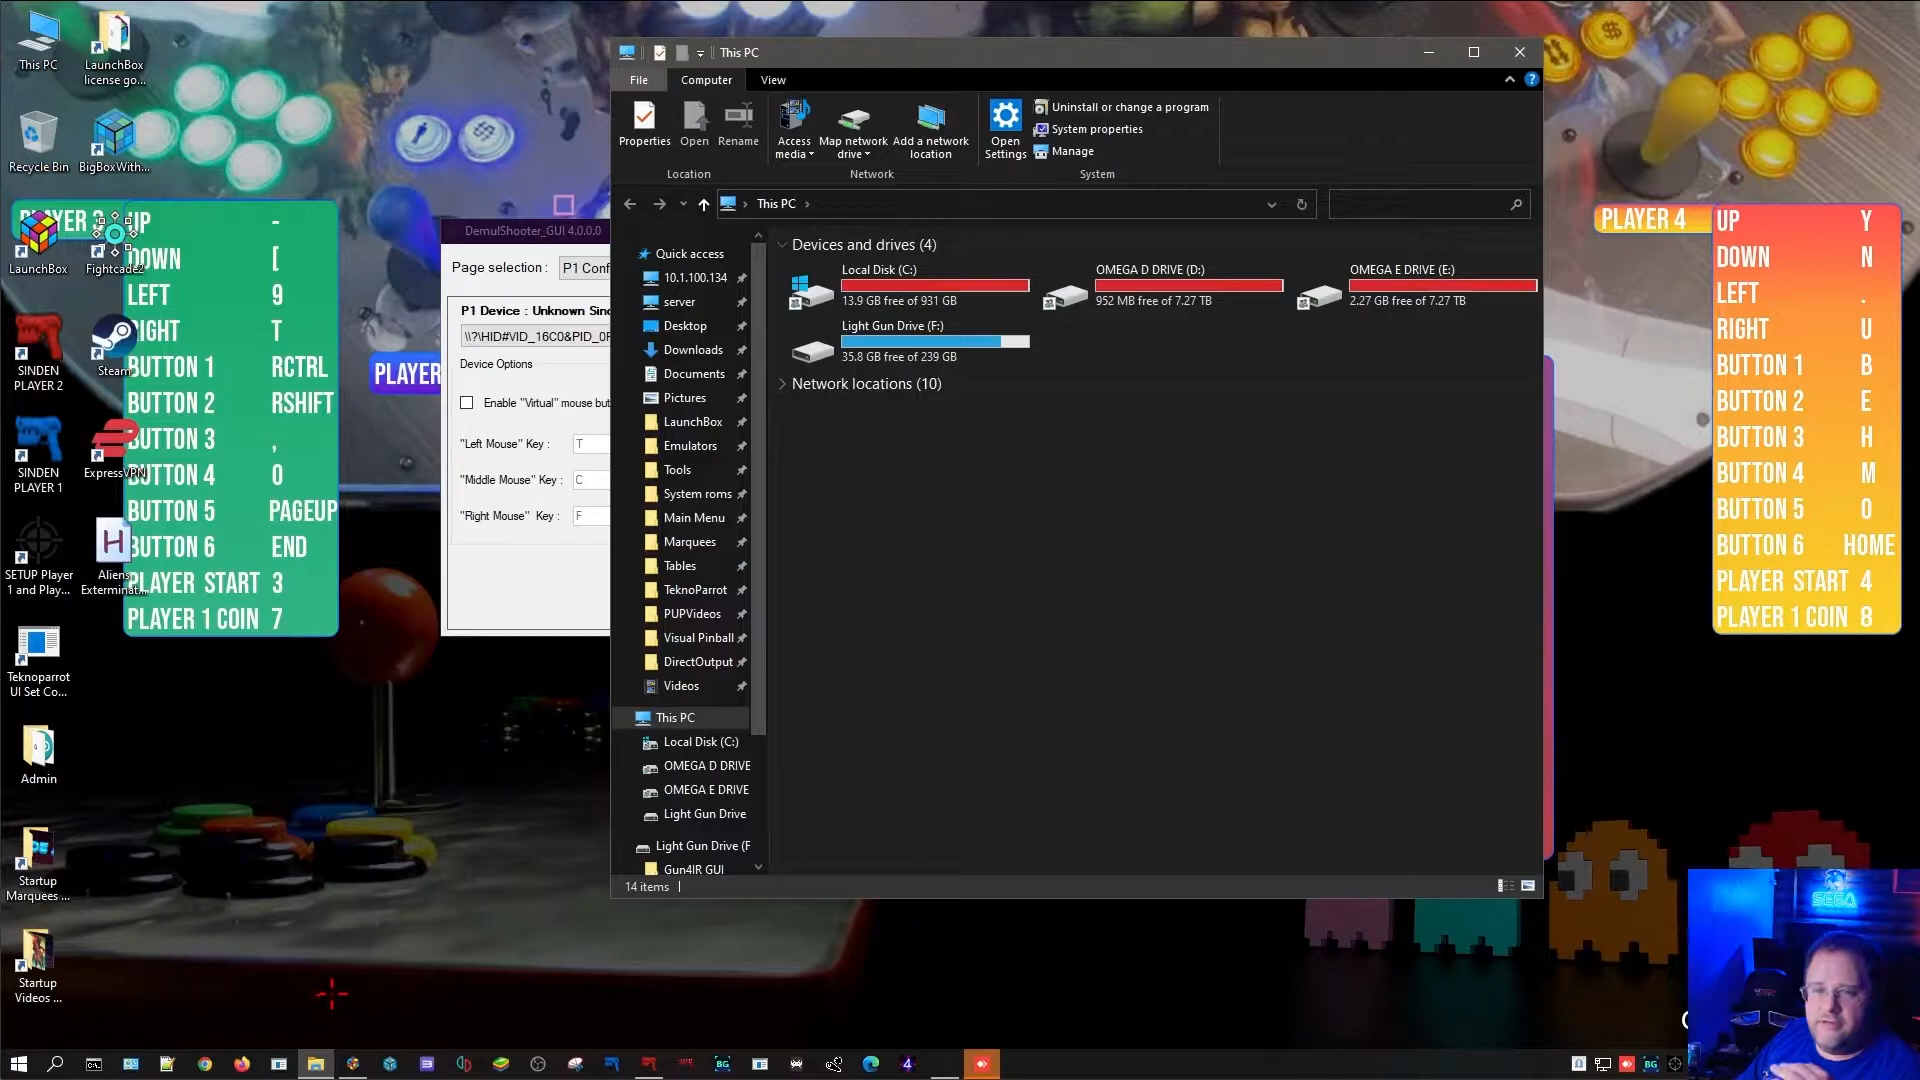 This PC
LaunchBox
license go...
Recycle Bin
BigBoxWith...
LaunchBox
Fightcade2
SINDEN
PLAYER 2
Steam
SINDEN
PLAYER 1
ExpressVPN
SETUP Player
1 and Play...
Aliens
Exterminat...
Teknoparrot
UI Set Co...
Admin
Startup
Marquees ...
Startup
Videos ...
UP -
DOWN [
LEFT 9
RIGHT T
BUTTON 1 RCTRL
BUTTON 2 RSHIFT
BUTTON 3 ,
BUTTON 4 0
BUTTON 5 PAGEUP
BUTTON 6 END
PLAYER START 3
PLAYER 1 COIN 7
PLAYER
DemulShooter_GUI 4.0.0.0
Page selection :
P1 Conf
P1 Device : Unknown Sind
\\?\HID#VID_16C0&PID_0F
Device Options
Enable "Virtual" mouse but
"Left Mouse" Key : T
"Middle Mouse" Key : C
"Right Mouse" Key : F
This PC
File
Computer
View
Properties
Open
Rename
Access
media
Map network
drive
Add a network
location
Open
Settings
Uninstall or change a program
System properties
Manage
Location
Network
System
This PC
Quick access
10.1.100.134
server
Desktop
Downloads
Documents
Pictures
LaunchBox
Emulators
Tools
System roms
Main Menu
Marquees
Tables
TeknoParrot
PUPVideos
Visual Pinball
DirectOutput
Videos
This PC
Local Disk (C:)
OMEGA D DRIVE
OMEGA E DRIVE
Light Gun Drive
Light Gun Drive (F
Gun4IR GUI
Devices and drives (4)
Local Disk (C:)
13.9 GB free of 931 GB
OMEGA D DRIVE (D:)
952 MB free of 7.27 TB
OMEGA E DRIVE (E:)
2.27 GB free of 7.27 TB
Light Gun Drive (F:)
35.8 GB free of 239 GB
Network locations (10)
14 items
PLAYER 4
UP Y
DOWN N
LEFT .
RIGHT U
BUTTON 1 B
BUTTON 2 E
BUTTON 3 H
BUTTON 4 M
BUTTON 5 O
BUTTON 6 HOME
PLAYER START 4
PLAYER 1 COIN 8
SEGA
BG
4
BG